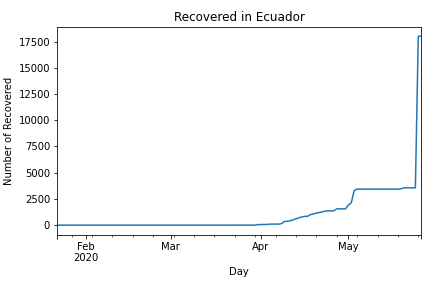 Recovered in Ecuador
Number of Recovered
17500
15000
12500
10000
7500
5000
2500
0
Feb
2020
Mar
Apr
May
Day